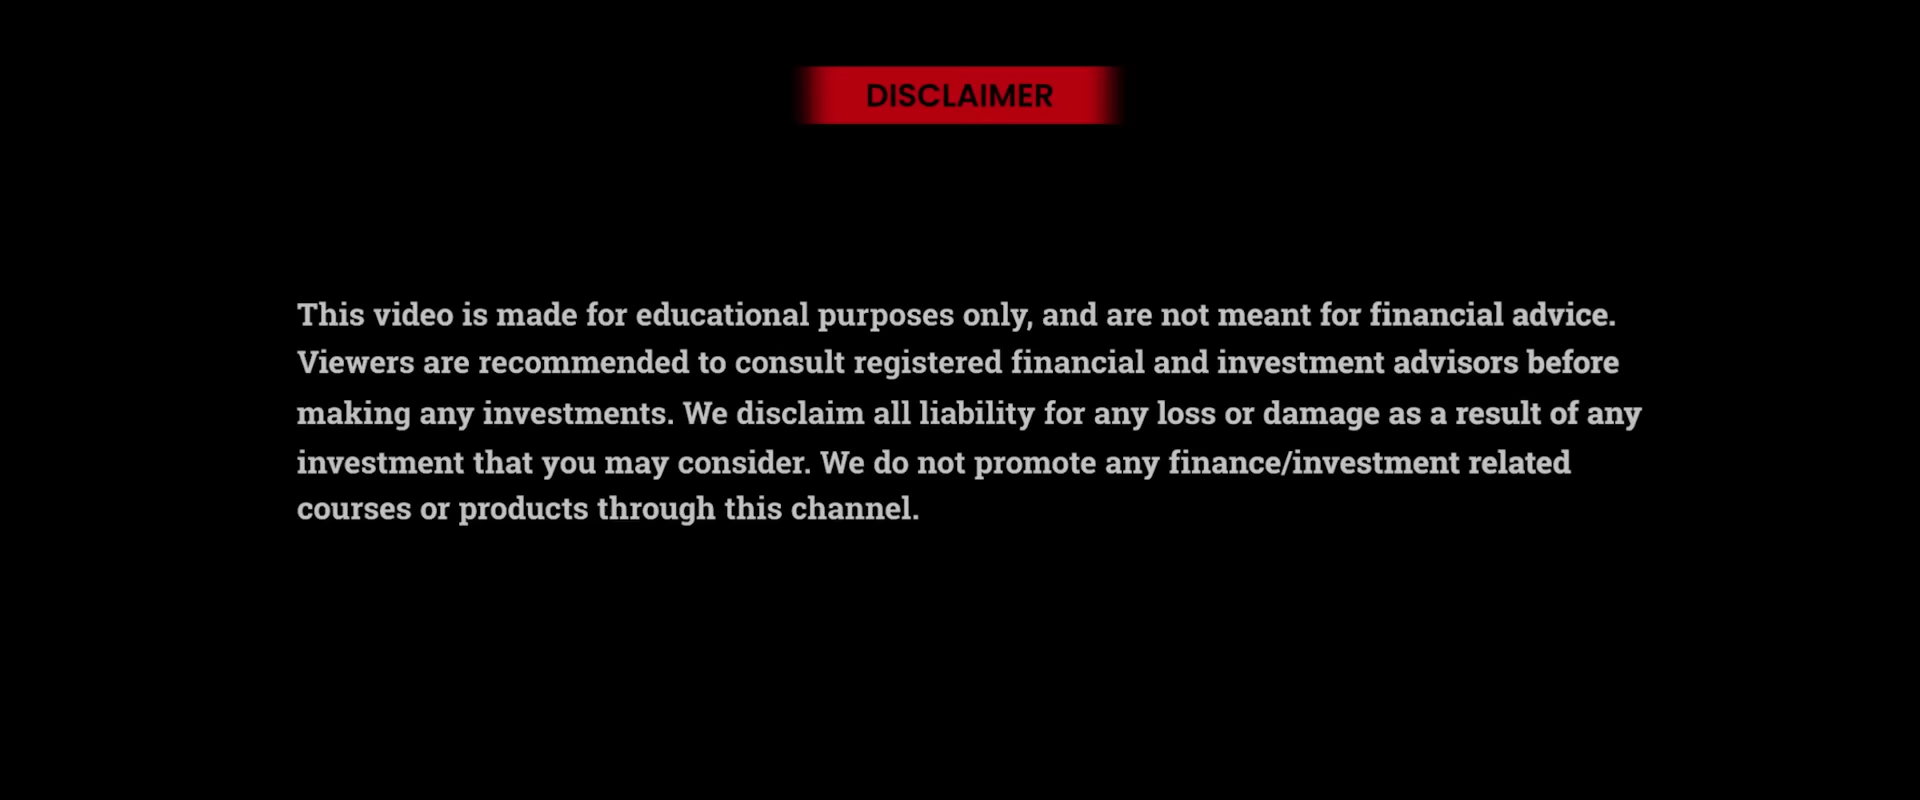 DISCLAIMER
This video is made for educational purposes only, and are not meant for financial advice.
Viewers are recommended to consult registered financial and investment advisors before
making any investments. We disclaim all liability for any loss or damage as a result of any
investment that you may consider. We do not promote any finance/investment related
courses or products through this channel.